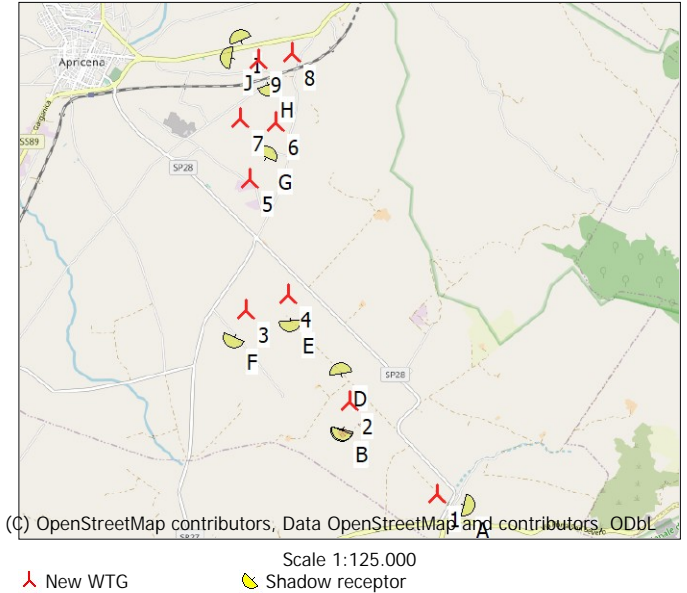 Apricena
J
9
8
H
7
6
G
5
Garganica
SS89
SP28
3
4
F
E
SP28
D
2
B
1
A
SP27
(C) OpenStreetMap contributors, Data OpenStreetMap and contributors, ODbL
Scale 1:125.000
New WTG
Shadow receptor